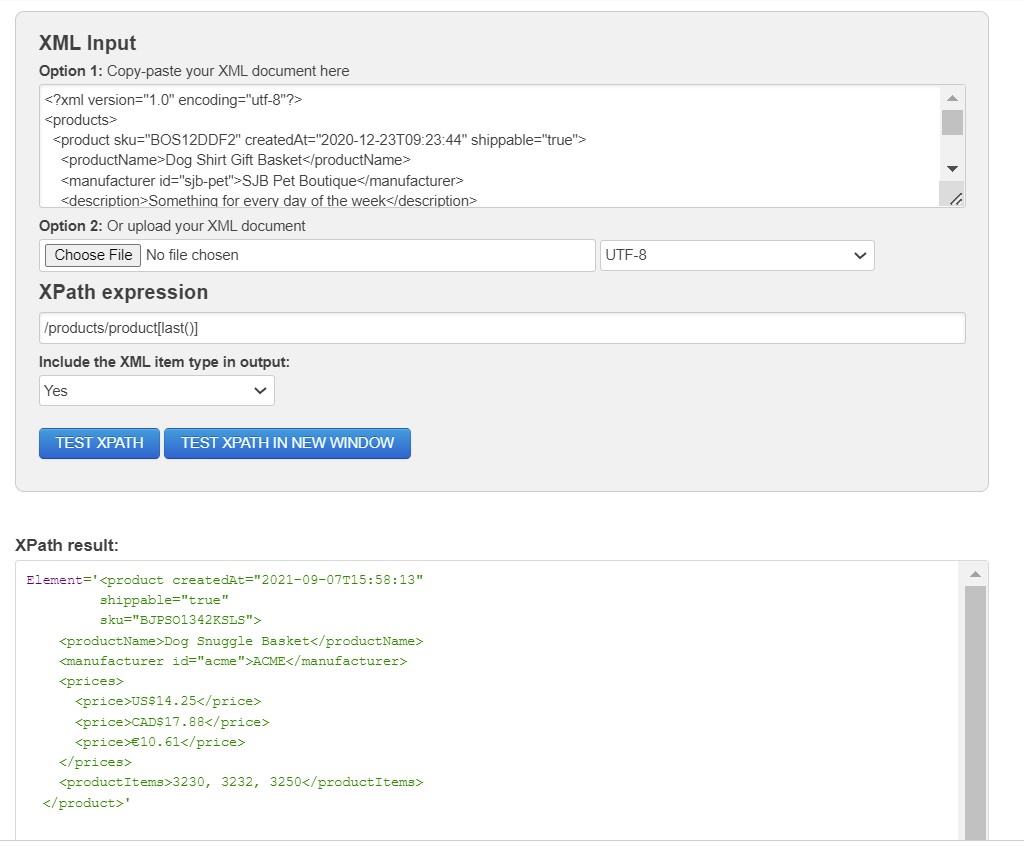 XML Input
Option 1: Copy-paste your XML document here
<?xml version="1.0" encoding="utf-8"?>
<products>
<product sku="BOS12DDF2" createdAt="2020-12-23T09:23:44" shippable="true">
<productName>Dog Shirt Gift Basket</productName>
<manufacturer id="sjb-pet">SJB Pet Boutique</manufacturer>
<description>Something for every day of the week</description>
Option 2: Or upload your XML document
Choose File No file chosen UTF-8
XPath expression
/products/product[last()]
Include the XML item type in output:
Yes
TEST XPATH TEST XPATH IN NEW WINDOW
XPath result:
Element='<product createdAt="2021-09-07T15:58:13"
shippable="true"
sku="BJPSO1342KSLS">
<productName>Dog Snuggle Basket</productName>
<manufacturer id="acme">ACME</manufacturer>
<prices>
<price>US$14.25</price>
<price>CAD$17.88</price>
<price>€10.61</price>
</prices>
<productItems>3230, 3232, 3250</productItems>
</product>'